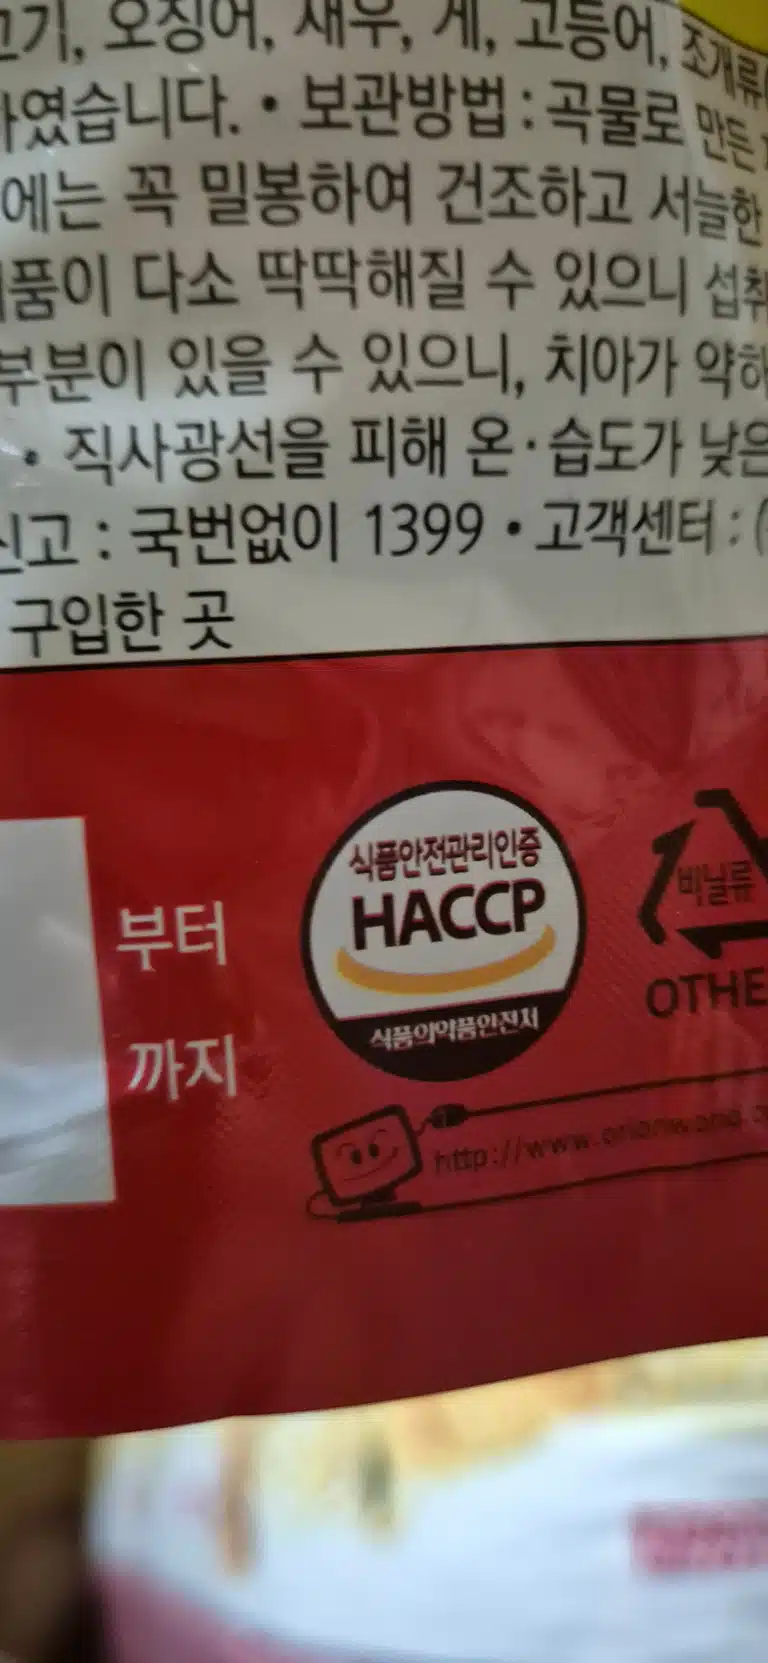 오징어, 새우, 게, 고등어, 조개류(
하였습니다. • 보관방법 : 곡물로 만든
에는 꼭 밀봉하여 건조하고 서늘한
품이 다소 딱딱해질 수 있으니 섭취
부분이 있을 수 있으니, 치아가 약하
• 직사광선을 피해 온·습도가 낮은
신고 : 국번없이 1399 • 고객센터 : (
구입한 곳
식품안전관리인증
HACCP
식품의약품안전처
비닐류
OTHE
부터
까지